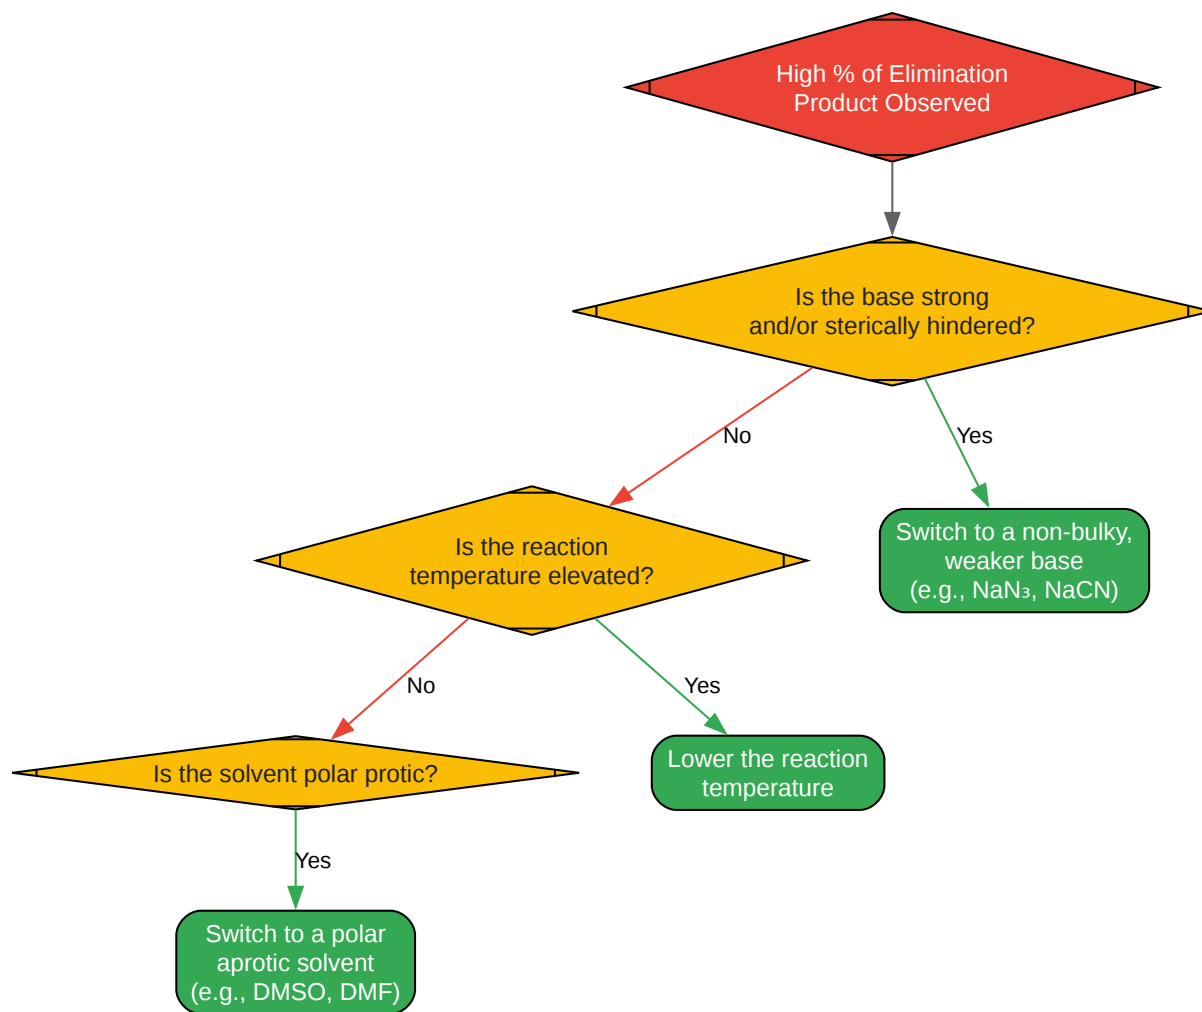 High % of Elimination
Product Observed
Is the base strong
and/or sterically hindered?
No
Yes
Is the reaction
temperature elevated?
Switch to a non-bulky,
weaker base
(e.g., NaN₃, NaCN)
No
Yes
Is the solvent polar protic?
Lower the reaction
temperature
Yes
Switch to a polar
aprotic solvent
(e.g., DMSO, DMF)